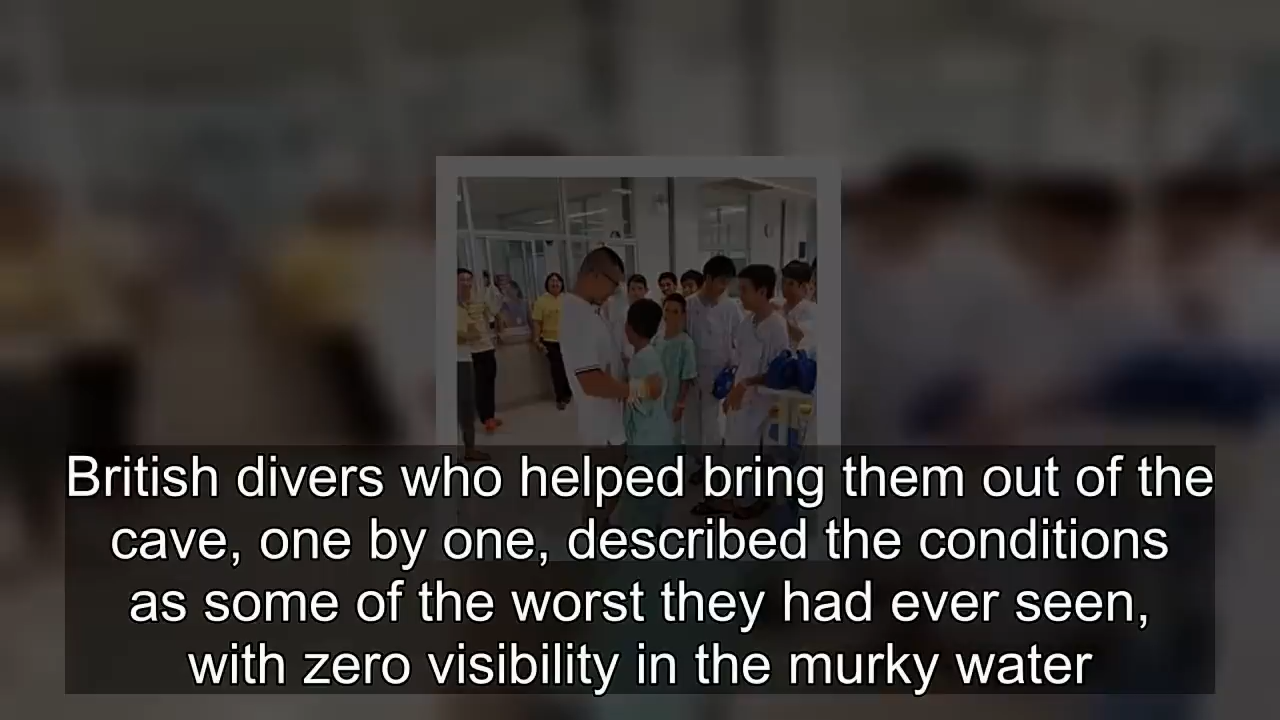 British divers who helped bring them out of the
cave, one by one, described the conditions
as some of the worst they had ever seen,
with zero visibility in the murky water